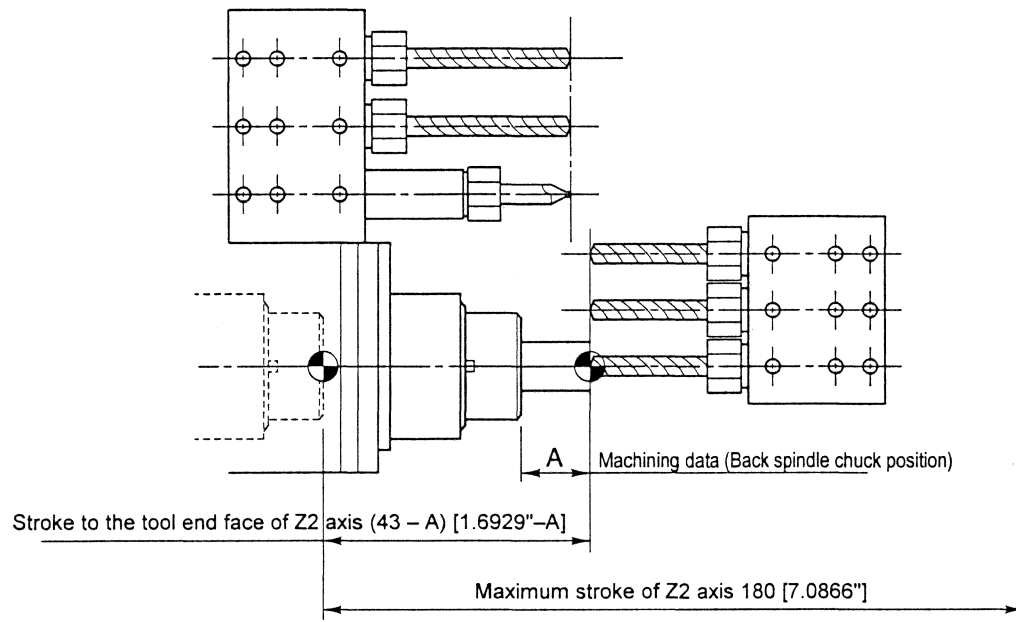 A Machining data (Back spindle chuck position)
Stroke to the tool end face of Z2 axis (43 – A) [1.6929"–A]
Maximum stroke of Z2 axis 180 [7.0866"]